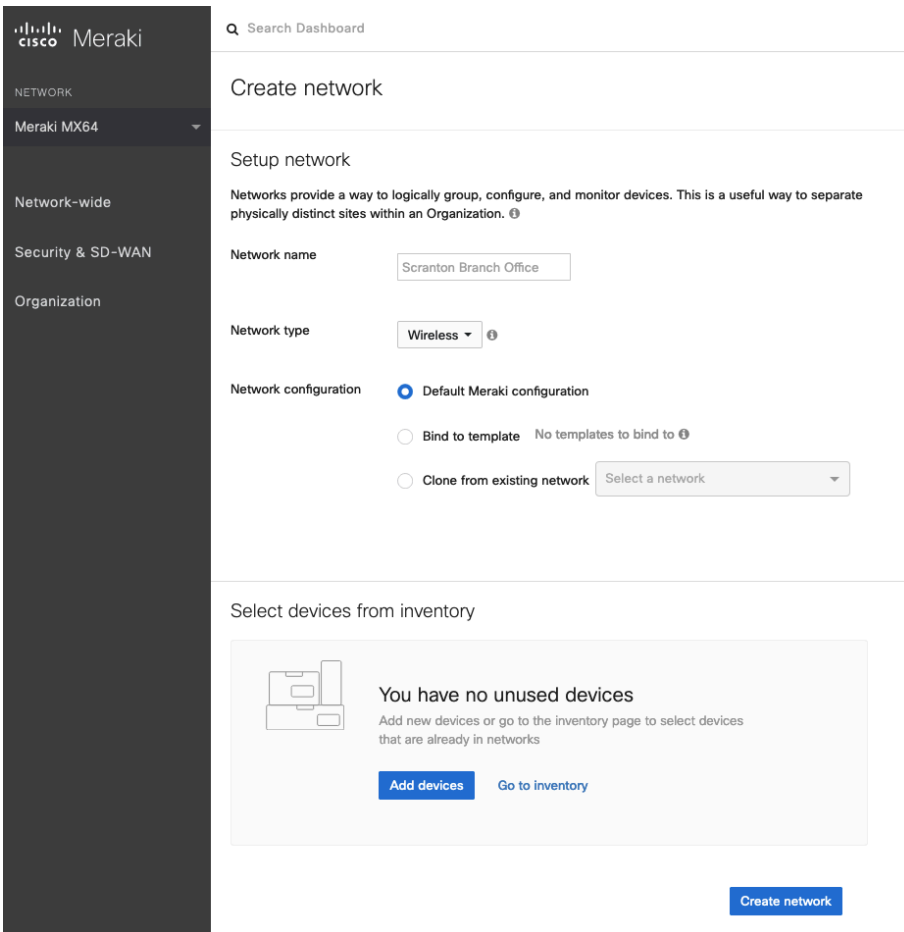 cisco Meraki
Search Dashboard
NETWORK
Meraki MX64
Network-wide
Security & SD-WAN
Organization
Create network
Setup network
Networks provide a way to logically group, configure, and monitor devices. This is a useful way to separate
physically distinct sites within an Organization.
Network name
Scranton Branch Office
Network type
Wireless
Network configuration
Default Meraki configuration
Bind to template No templates to bind to
Clone from existing network Select a network
Select devices from inventory
You have no unused devices
Add new devices or go to the inventory page to select devices
that are already in networks
Add devices Go to inventory
Create network